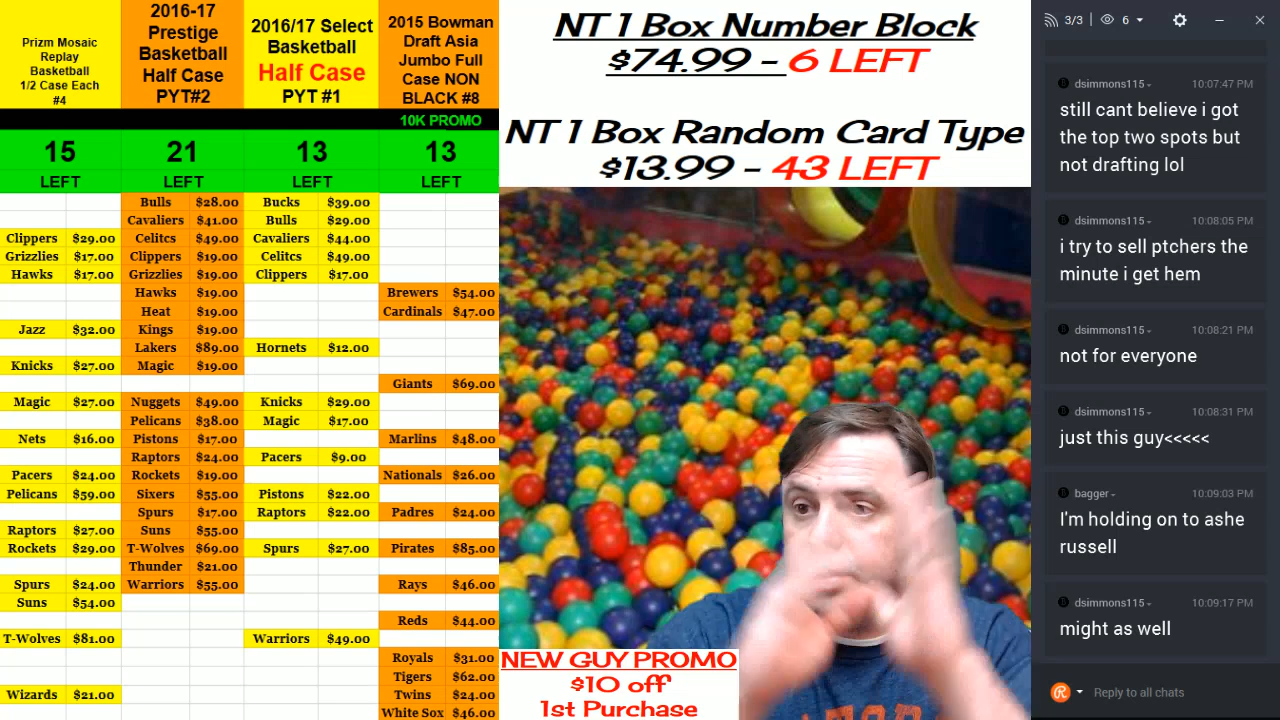 Prizm Mosaic
Replay
Basketball
1/2 Case Each
#4
15
LEFT
Clippers $29.00
Grizzlies $17.00
Hawks $17.00
Jazz $32.00
Knicks $27.00
Magic $27.00
Nets $16.00
Pacers $24.00
Pelicans $59.00
Raptors $27.00
Rockets $29.00
Spurs $24.00
Suns $54.00
T-Wolves $81.00
Wizards $21.00
2016-17
Prestige
Basketball
Half Case
PYT#2
21
LEFT
Bulls $28.00
Cavaliers $41.00
Celitcs $49.00
Clippers $19.00
Grizzlies $19.00
Hawks $19.00
Heat $19.00
Kings $19.00
Lakers $89.00
Magic $19.00
Nuggets $49.00
Pelicans $38.00
Pistons $17.00
Raptors $24.00
Rockets $19.00
Sixers $55.00
Spurs $17.00
Suns $55.00
T-Wolves $69.00
Thunder $21.00
Warriors $55.00
2016/17 Select
Basketball
Half Case
PYT #1
13
LEFT
Bucks $39.00
Bulls $29.00
Cavaliers $44.00
Celitcs $49.00
Clippers $17.00
Hornets $12.00
Knicks $29.00
Magic $17.00
Pacers $9.00
Pistons $22.00
Raptors $22.00
Spurs $27.00
Warriors $49.00
2015 Bowman
Draft Asia
Jumbo Full
Case NON
BLACK #8
10K PROMO
13
LEFT
Brewers $54.00
Cardinals $47.00
Giants $69.00
Marlins $48.00
Nationals $26.00
Padres $24.00
Pirates $85.00
Rays $46.00
Reds $44.00
Royals $31.00
Tigers $62.00
Twins $24.00
White Sox $46.00
NT 1 Box Number Block
$74.99 - 6 LEFT
NT 1 Box Random Card Type
$13.99 - 43 LEFT
NEW GUY PROMO
$10 off
1st Purchase
3/3 | 6
dsimmons115 10:07:47 PM
still cant believe i got
the top two spots but
not drafting lol
dsimmons115 10:08:05 PM
i try to sell ptchers the
minute i get hem
dsimmons115 10:08:21 PM
not for everyone
dsimmons115 10:08:31 PM
just this guy<<<<<
bagger 10:09:03 PM
I'm holding on to ashe
russell
dsimmons115 10:09:17 PM
might as well
Reply to all chats